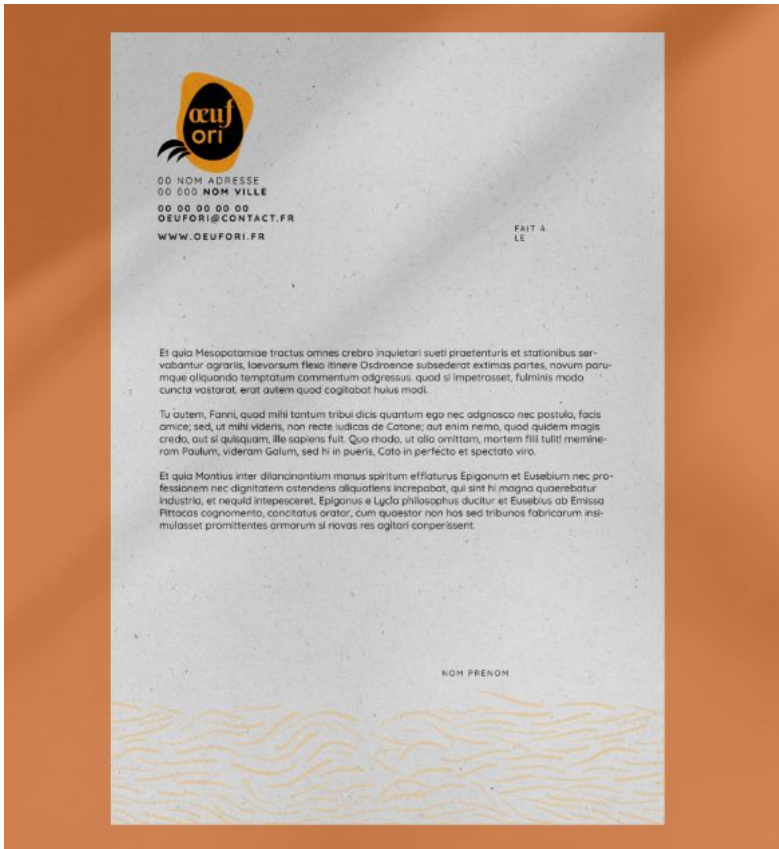 œuf
ori
00 NOM ADRESSE
00 000 NOM VILLE
00 00 00 00 00
OEUFORI@CONTACT.FR
WWW.OEUFORI.FR
FAIT À
LE
Et quia Mesopotamiae tractus omnes crebro inquietari sueti praetenturis et stationibus ser-
vabantur agrariis, laevorsum flexo itinere Osdroenae subsederat extimas partes, novum paru-
mque aliquando temptatum commentum adgressus. quod si impetrasset, fulminis modo
cuncta vastarat. erat autem quod cogitabat huius modi.
Tu autem, Fanni, quod mihi tantum tribui dicis quantum ego nec adgnosco nec postulo, facis
amice; sed, ut mihi videris, non recte iudicas de Catone; aut enim nemo, quod quidem magis
credo, aut si quisquam, ille sapiens fuit. Quo modo, ut alia omittam, mortem filii tulit! memine-
ram Paulum, videram Galum, sed hi in pueris, Cato in perfecto et spectato viro.
Et quia Montius inter dilancinantium manus spiritum efflaturus Epigonum et Eusebium nec pro-
fessionem nec dignitatem ostendens aliquotiens increpabat, qui sint hi magna quaerebatur
industria, et nequid intepesceret, Epigonus e Lycia philosophus ducitur et Eusebius ab Emissa
Pittacas cognomento, concitatus orator, cum quaestor non hos sed tribunos fabricarum insi-
mulasset promittentes armorum si novas res agitari conperissent.
NOM PRENOM